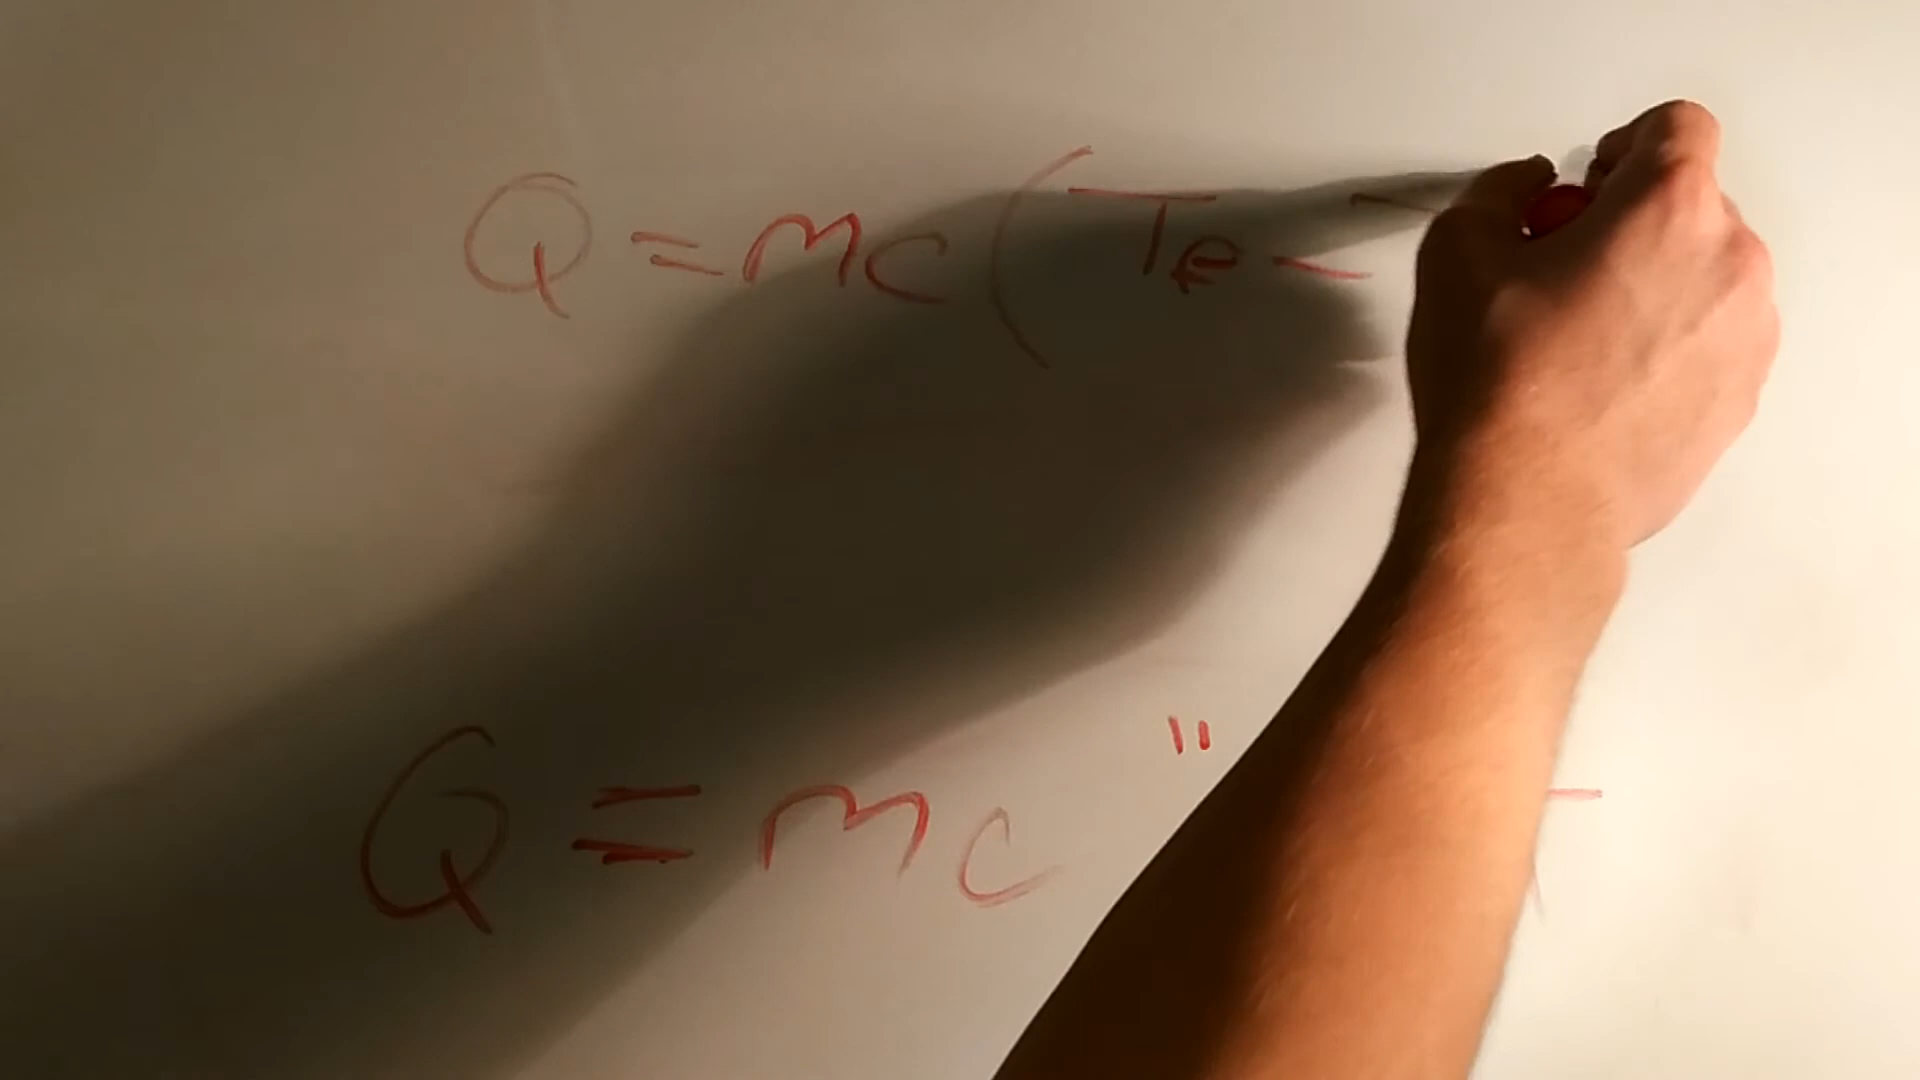 Q = mc (Te - T
Q = mc " T